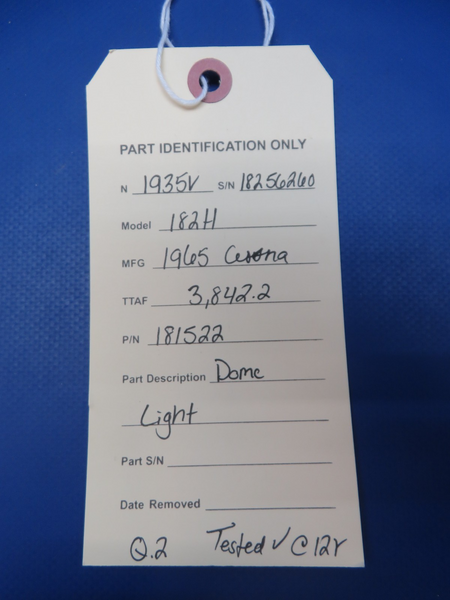 PART IDENTIFICATION ONLY
N 1935V S/N 18256260
Model 182H
MFG 1965 Cessna
TTAF 3,842.2
P/N 181522
Part Description Dome
Light
Part S/N
Date Removed
Q.2 Tested ✓ @ 12V